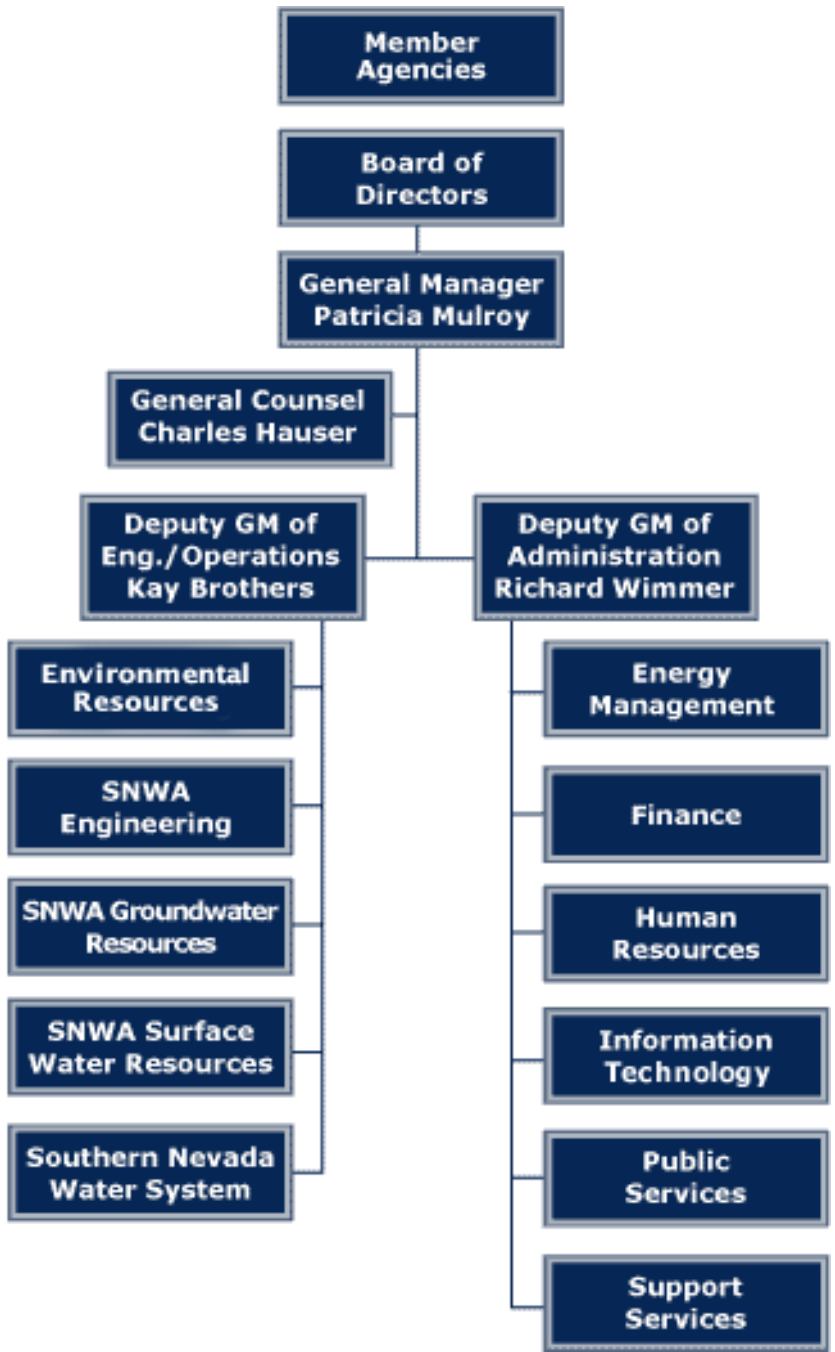 Member
Agencies
Board of
Directors
General Manager
Patricia Mulroy
General Counsel
Charles Hauser
Deputy GM of
Eng./Operations
Kay Brothers
Deputy GM of
Administration
Richard Wimmer
Environmental
Resources
SNWA
Engineering
SNWA Groundwater
Resources
SNWA Surface
Water Resources
Southern Nevada
Water System
Energy
Management
Finance
Human
Resources
Information
Technology
Public
Services
Support
Services